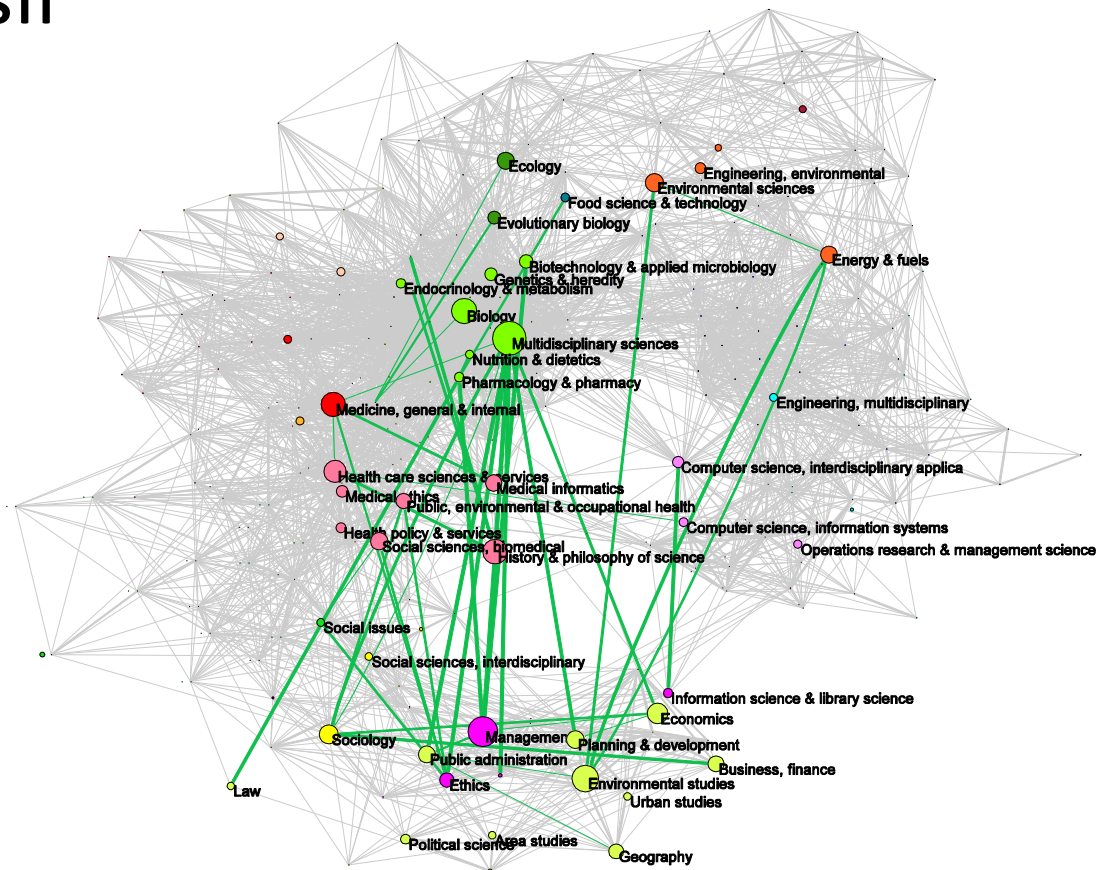 Ecology
Engineering, environmental
Environmental sciences
Food science & technology
Evolutionary biology
Energy & fuels
Biotechnology & applied microbiology
Genetics & heredity
Endocrinology & metabolism
Biology
Multidisciplinary sciences
Nutrition & dietetics
Pharmacology & pharmacy
Engineering, multidisciplinary
Medicine, general & internal
Computer science, interdisciplinary applica
Health care sciences & services
Medical informatics
Medical ethics
Public, environmental & occupational health
Computer science, information systems
Health policy & services
Social sciences, biomedical
Operations research & management science
History & philosophy of science
Social issues
Social sciences, interdisciplinary
Information science & library science
Economics
Sociology
Management
Planning & development
Public administration
Business, finance
Ethics
Environmental studies
Law
Urban studies
Political science
Area studies
Geography